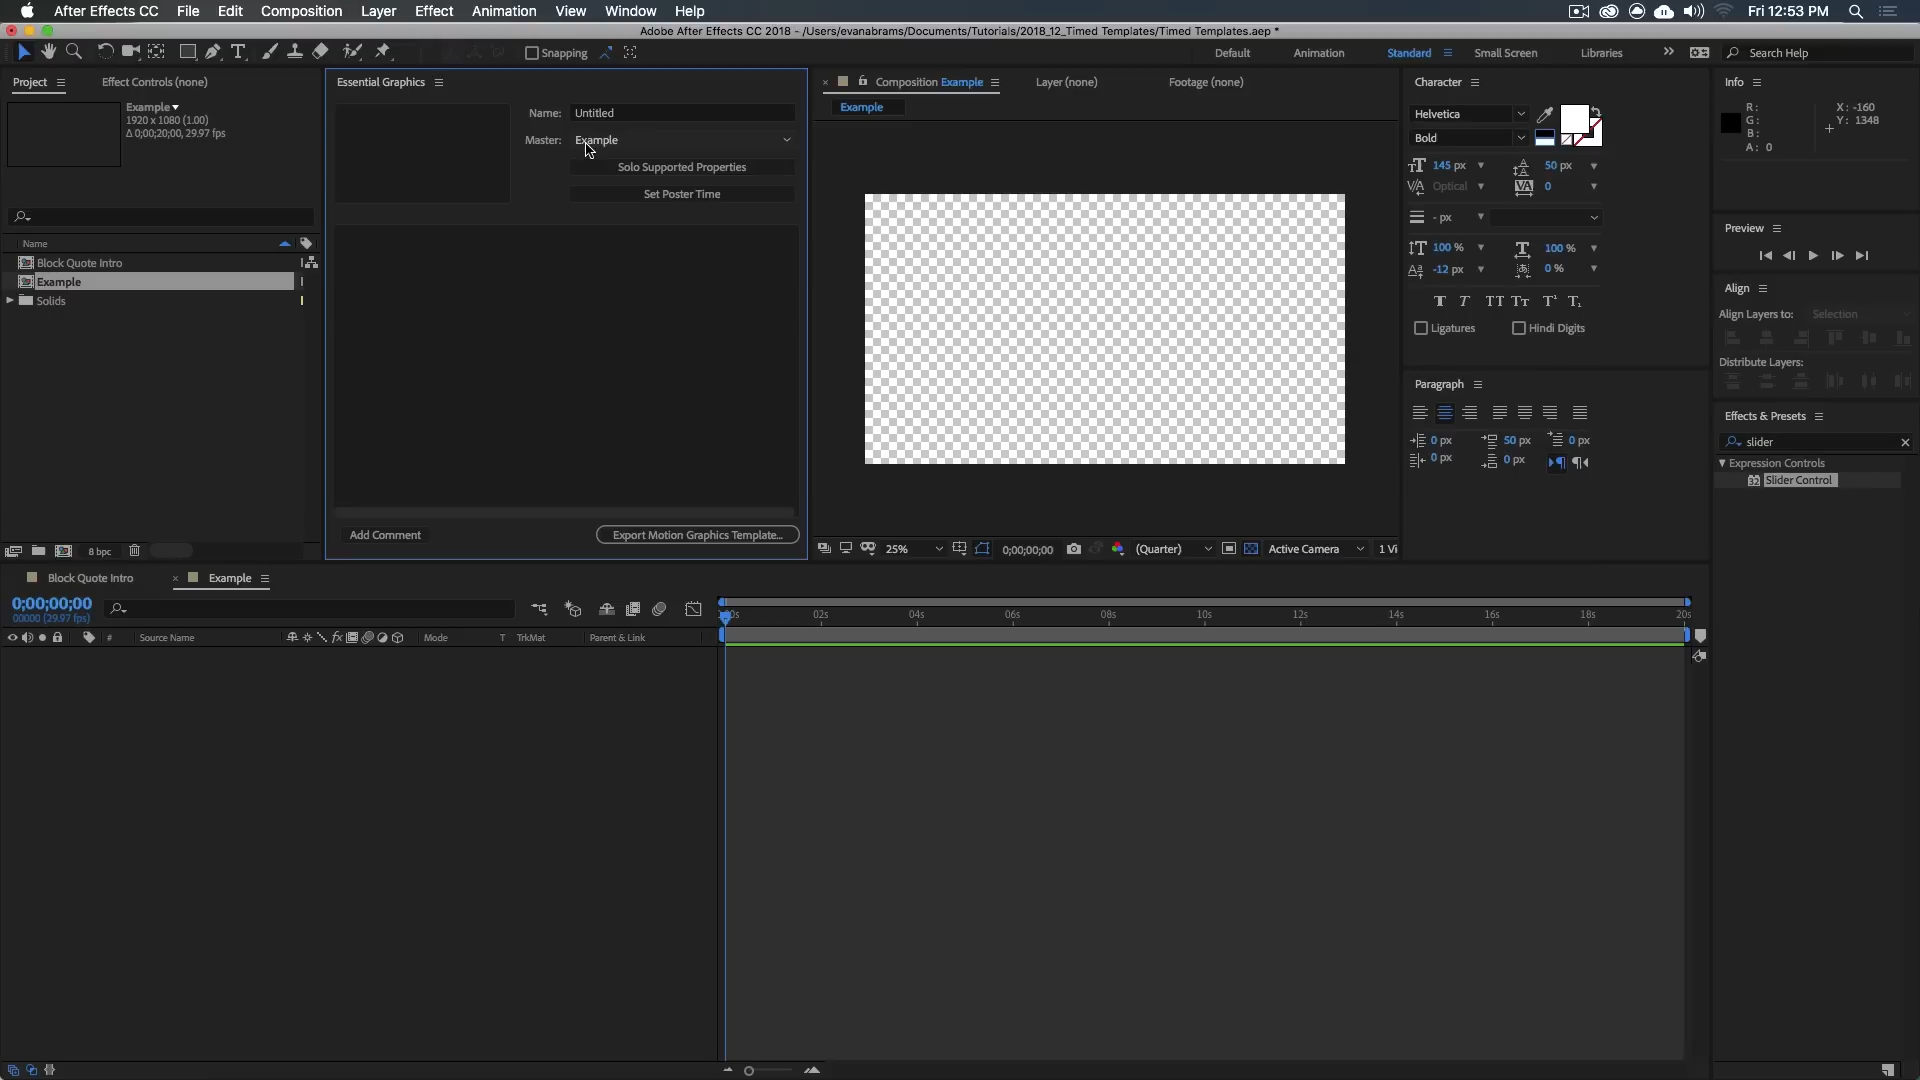 After Effects CC File Edit Composition Layer Effect Animation View Window Help Fri 12:53 PM
Adobe After Effects CC 2018 - /Users/evanabrams/Documents/Tutorials/2018_12_Timed Templates/Timed Templates.aep *
Snapping Default Animation Standard Small Screen Libraries Search Help
Project Effect Controls (none)
Example
1920 x 1080 (1.00)
Δ 0;00;20;00, 29.97 fps
Name
Block Quote Intro
Example
Solids
8 bpc
Essential Graphics
Name: Untitled
Master: Example
Solo Supported Properties
Set Poster Time
Add Comment Export Motion Graphics Template...
Composition Example Layer (none) Footage (none)
Example
25% 0;00;00;00 (Quarter) Active Camera 1 Vi
Character
Helvetica
Bold
145 px 50 px
Optical 0
- px
100 % 100 %
-12 px 0 %
Ligatures Hindi Digits
Paragraph
0 px 50 px 0 px
0 px 0 px
Info
R: X: -160
G: Y: 1348
B:
A: 0
Preview
Align
Align Layers to: Selection
Distribute Layers:
Effects & Presets
slider
Expression Controls
Slider Control
Block Quote Intro Example
0;00;00;00
00000 (29.97 fps)
# Source Name Mode T TrkMat Parent & Link
:00s 02s 04s 06s 08s 10s 12s 14s 16s 18s 20s